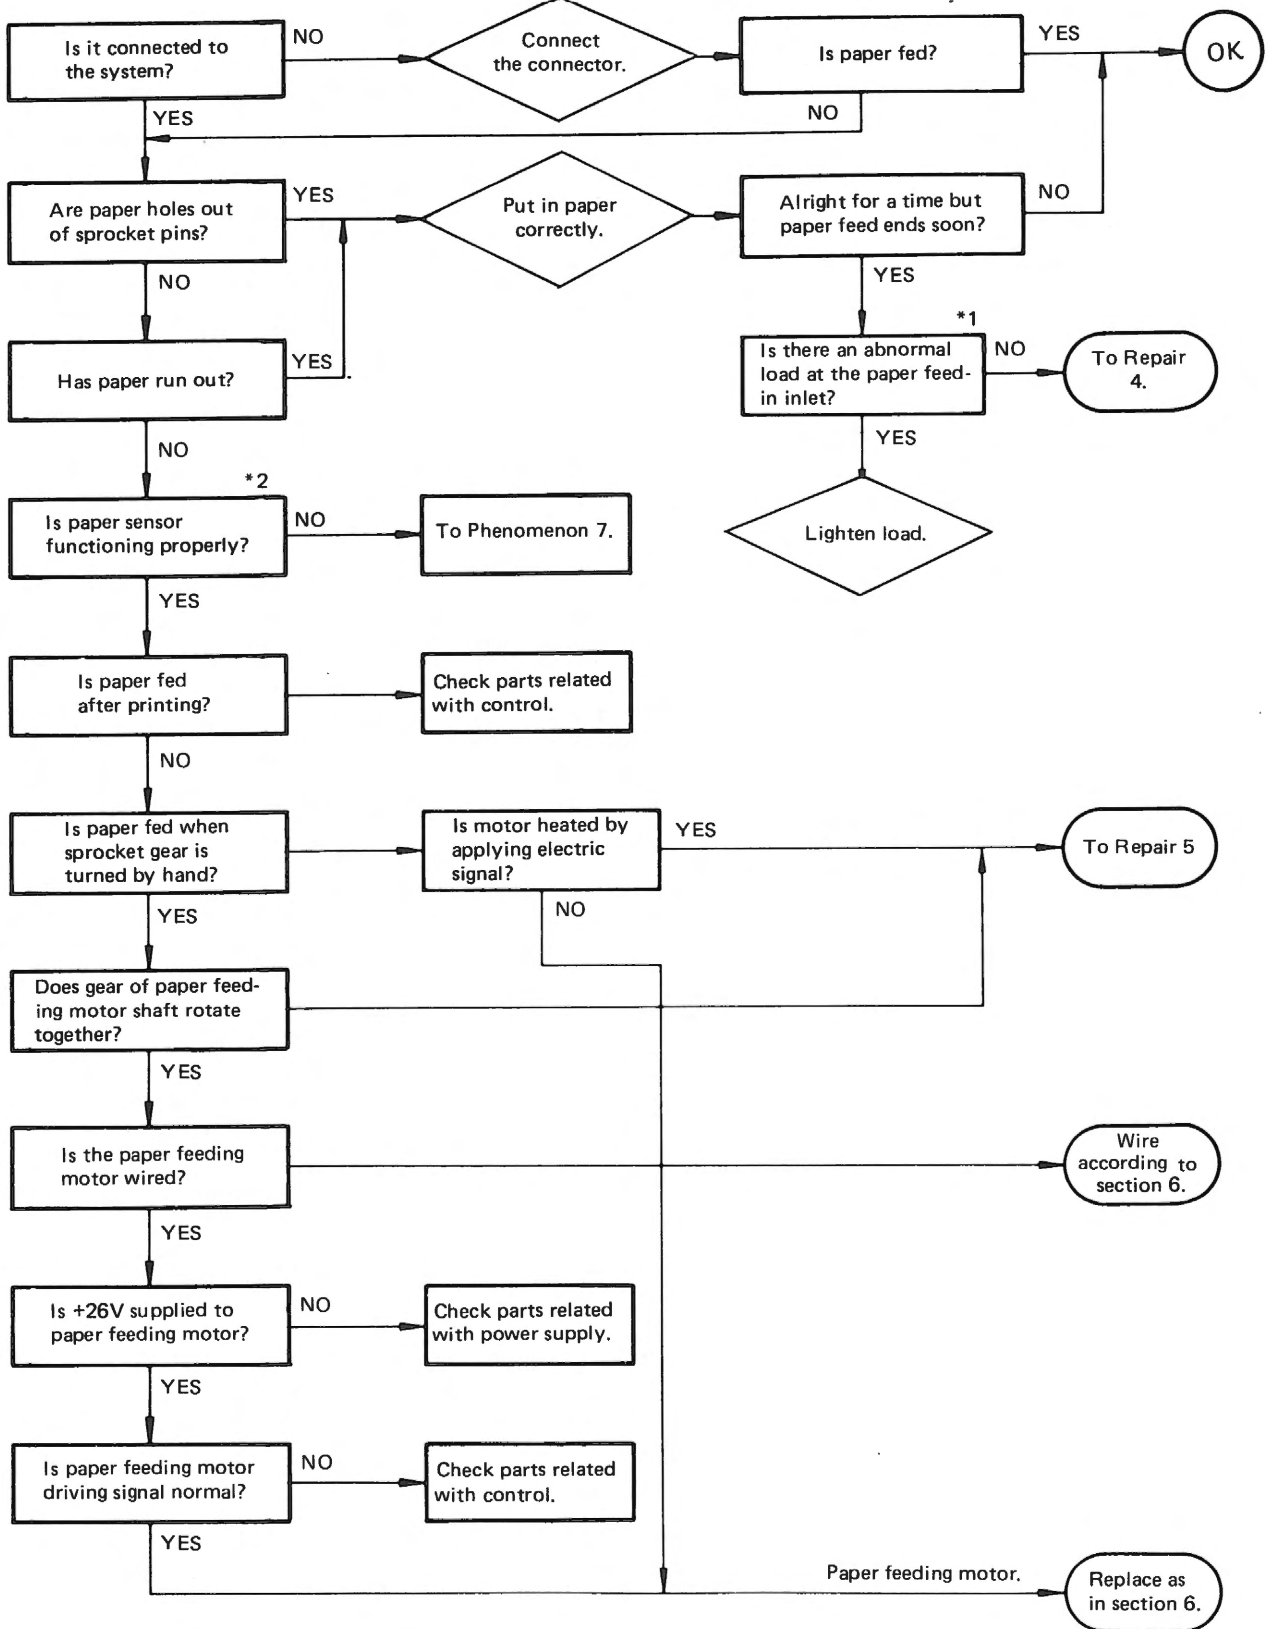 Is it connected to
the system?
NO
Connect
the connector.
Is paper fed?
YES
OK
YES
NO
Are paper holes out
of sprocket pins?
YES
Put in paper
correctly.
Alright for a time but
paper feed ends soon?
NO
NO
YES
Has paper run out?
YES
*1
Is there an abnormal
load at the paper feed-
in inlet?
NO
To Repair
4.
NO
YES
*2
Is paper sensor
functioning properly?
NO
To Phenomenon 7.
Lighten load.
YES
Is paper fed
after printing?
Check parts related
with control.
NO
Is paper fed when
sprocket gear is
turned by hand?
Is motor heated by
applying electric
signal?
YES
To Repair 5
YES
NO
Does gear of paper feed-
ing motor shaft rotate
together?
YES
Is the paper feeding
motor wired?
Wire
according to
section 6.
YES
Is +26V supplied to
paper feeding motor?
NO
Check parts related
with power supply.
YES
Is paper feeding motor
driving signal normal?
NO
Check parts related
with control.
YES
Paper feeding motor.
Replace as
in section 6.